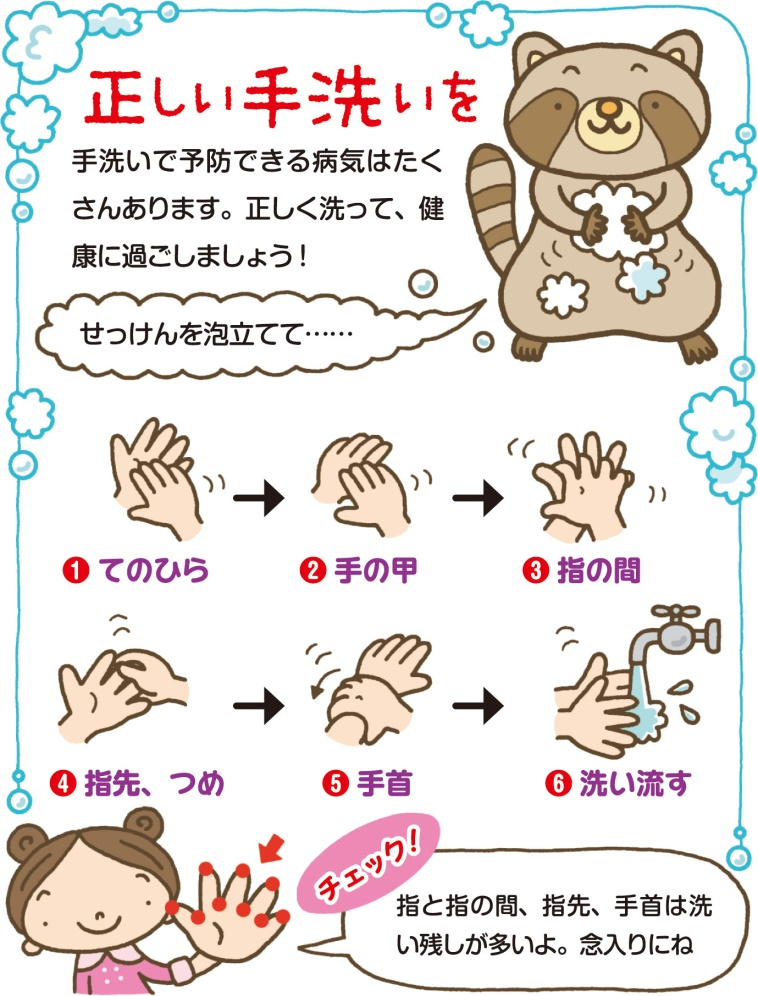 正しい手洗いを
手洗いで予防できる病気はたく
さんあります。正しく洗って、健
康に過ごしましょう！
せっけんを泡立てて……
❶ てのひら
❷ 手の甲
❸ 指の間
❹ 指先、つめ
❺ 手首
❻ 洗い流す
チェック！
指と指の間、指先、手首は洗
い残しが多いよ。念入りにね